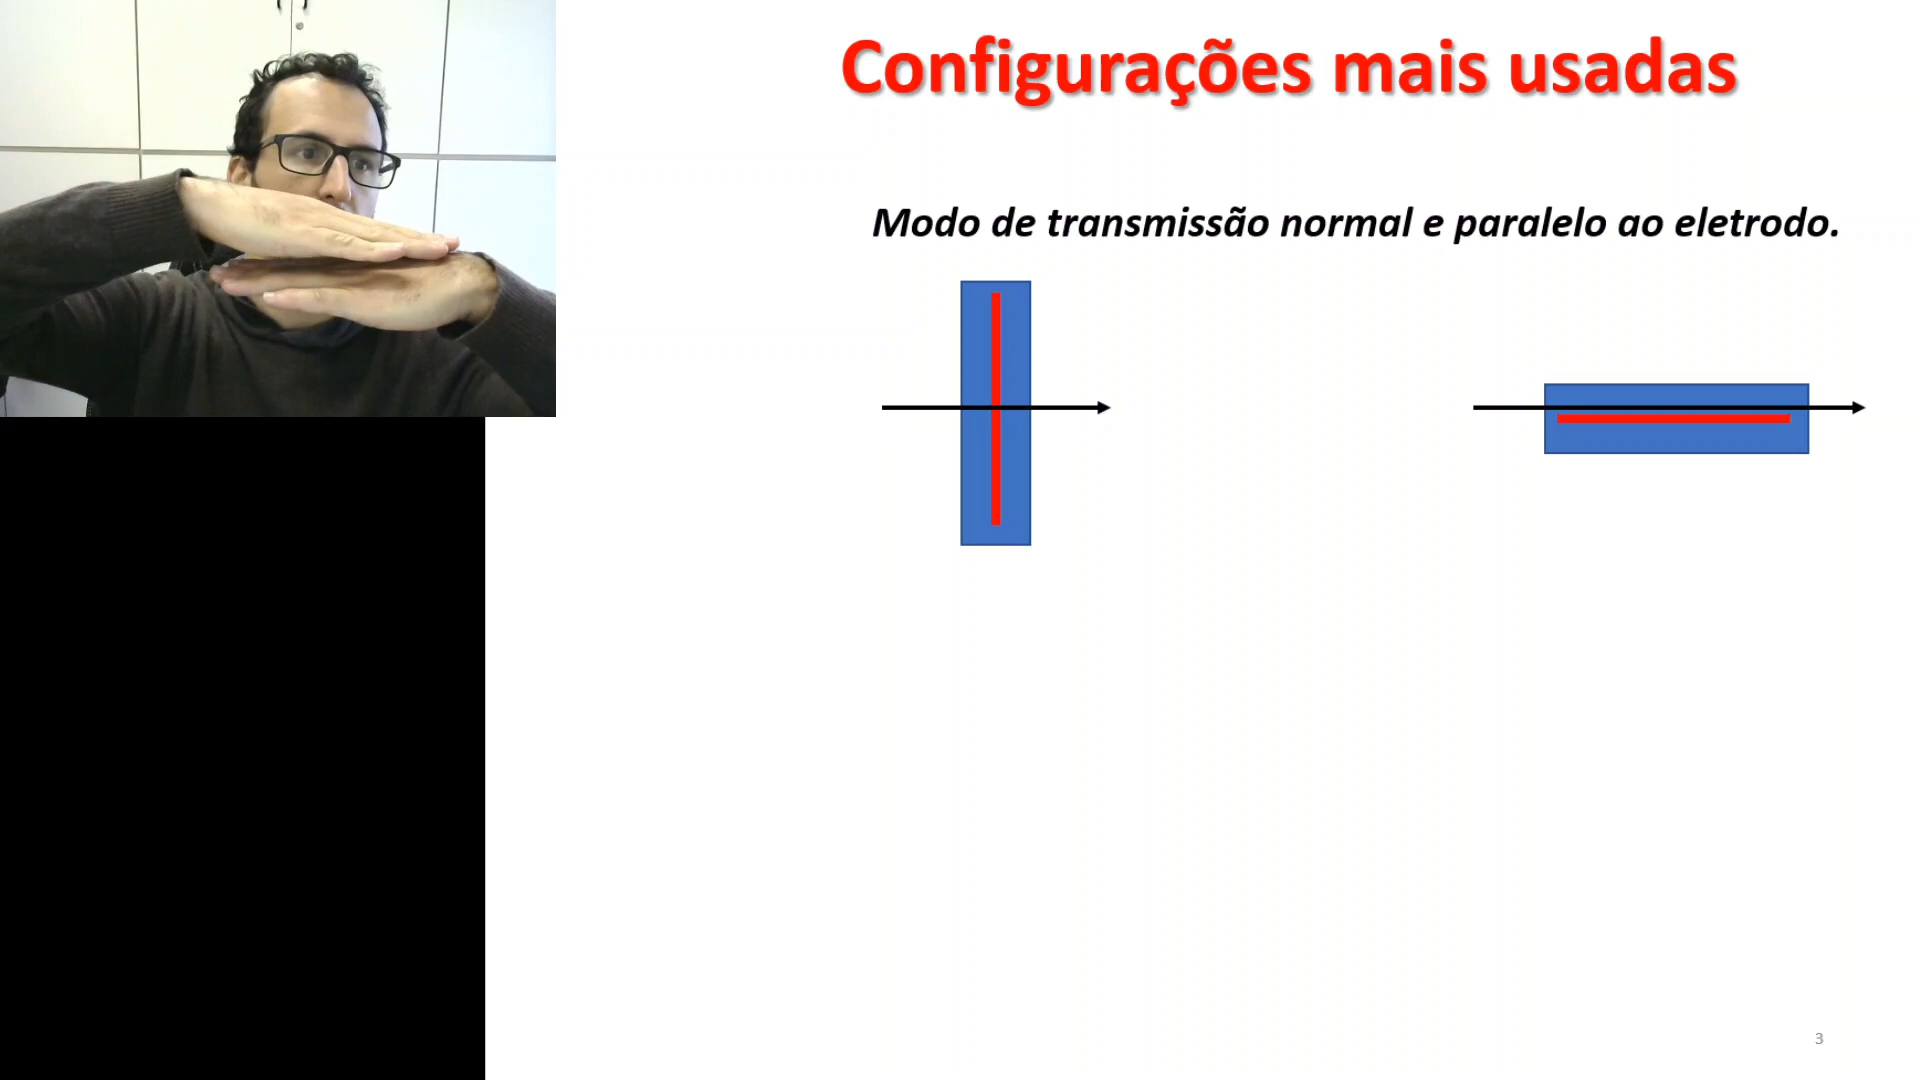 Configurações mais usadas
Modo de transmissão normal e paralelo ao eletrodo.
3